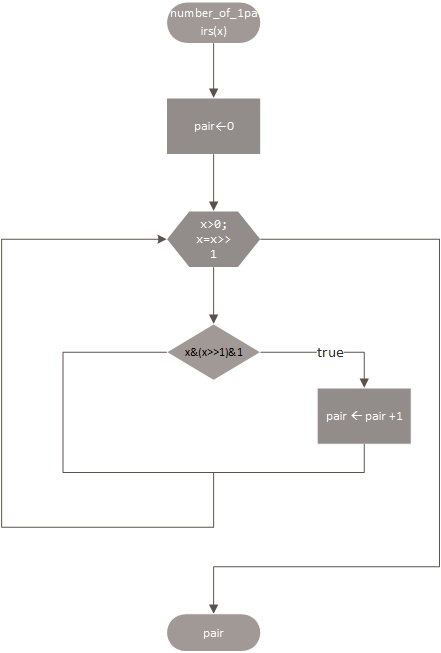 number_of_1pa
irs(x)
pair←0
x>0;
x=x>>
1
x&(x>>1)&1
true
pair ← pair +1
pair